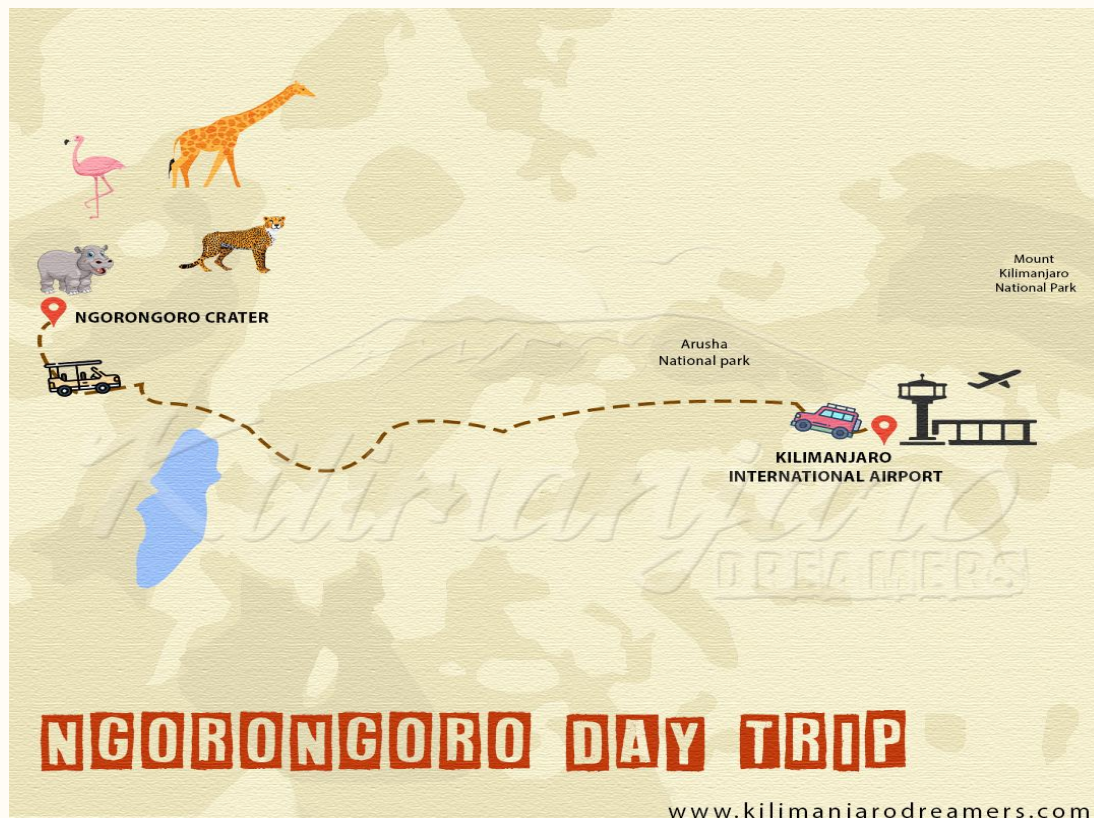 Mount
Kilimanjaro
National Park
NGORONGORO CRATER
Arusha
National park
KILIMANJARO
INTERNATIONAL AIRPORT
Kilimanjaro
DREAMERS
NGORONGORO DAY TRIP
www.kilimanjarodreamers.com